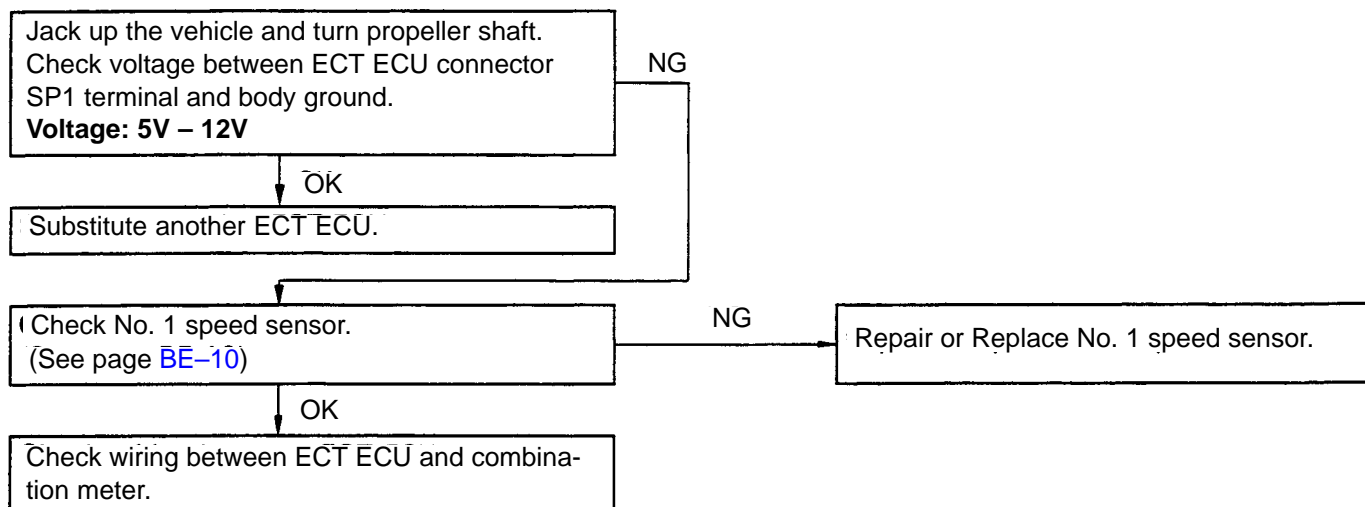 Jack up the vehicle and turn propeller shaft.
Check voltage between ECT ECU connector
SP1 terminal and body ground.
Voltage: 5V – 12V
NG
OK
Substitute another ECT ECU.
Check No. 1 speed sensor.
(See page BE–10)
NG
Repair or Replace No. 1 speed sensor.
OK
Check wiring between ECT ECU and combina-
tion meter.